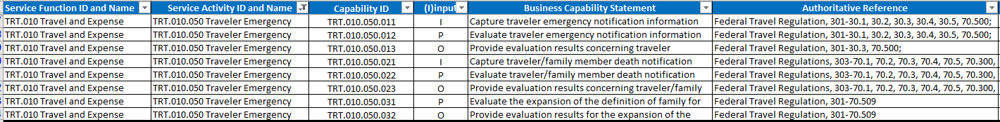 Service Function ID and Name Service Activity ID and Name Capability ID (I)input Business Capability Statement Authoritative Reference
TRT.010 Travel and Expense TRT.010.050 Traveler Emergency TRT.010.050.011 I Capture traveler emergency notification information Federal Travel Regulation, 301-30.1, 30.2, 30.3, 30.4, 30.5, 70.500;
TRT.010 Travel and Expense TRT.010.050 Traveler Emergency TRT.010.050.012 P Evaluate traveler emergency notification information Federal Travel Regulation, 301-30.1, 30.2, 30.3, 30.4, 30.5, 70.500;
TRT.010 Travel and Expense TRT.010.050 Traveler Emergency TRT.010.050.013 O Provide evaluation results concerning traveler Federal Travel Regulation, 301-30.3, 70.500;
TRT.010 Travel and Expense TRT.010.050 Traveler Emergency TRT.010.050.021 I Capture traveler/family member death notification Federal Travel Regulations, 303-70.1, 70.2, 70.3, 70.4, 70.5, 70.300,
TRT.010 Travel and Expense TRT.010.050 Traveler Emergency TRT.010.050.022 P Evaluate traveler/family member death notification Federal Travel Regulations, 303-70.1, 70.2, 70.3, 70.4, 70.5, 70.300,
TRT.010 Travel and Expense TRT.010.050 Traveler Emergency TRT.010.050.023 O Provide evaluation results concerning traveler/family Federal Travel Regulations, 303-70.1, 70.2, 70.3, 70.4, 70.5, 70.300,
TRT.010 Travel and Expense TRT.010.050 Traveler Emergency TRT.010.050.031 P Evaluate the expansion of the definition of family for Federal Travel Regulation, 301-70.509
TRT.010 Travel and Expense TRT.010.050 Traveler Emergency TRT.010.050.032 O Provide evaluation results for the expansion of the Federal Travel Regulation, 301-70.509